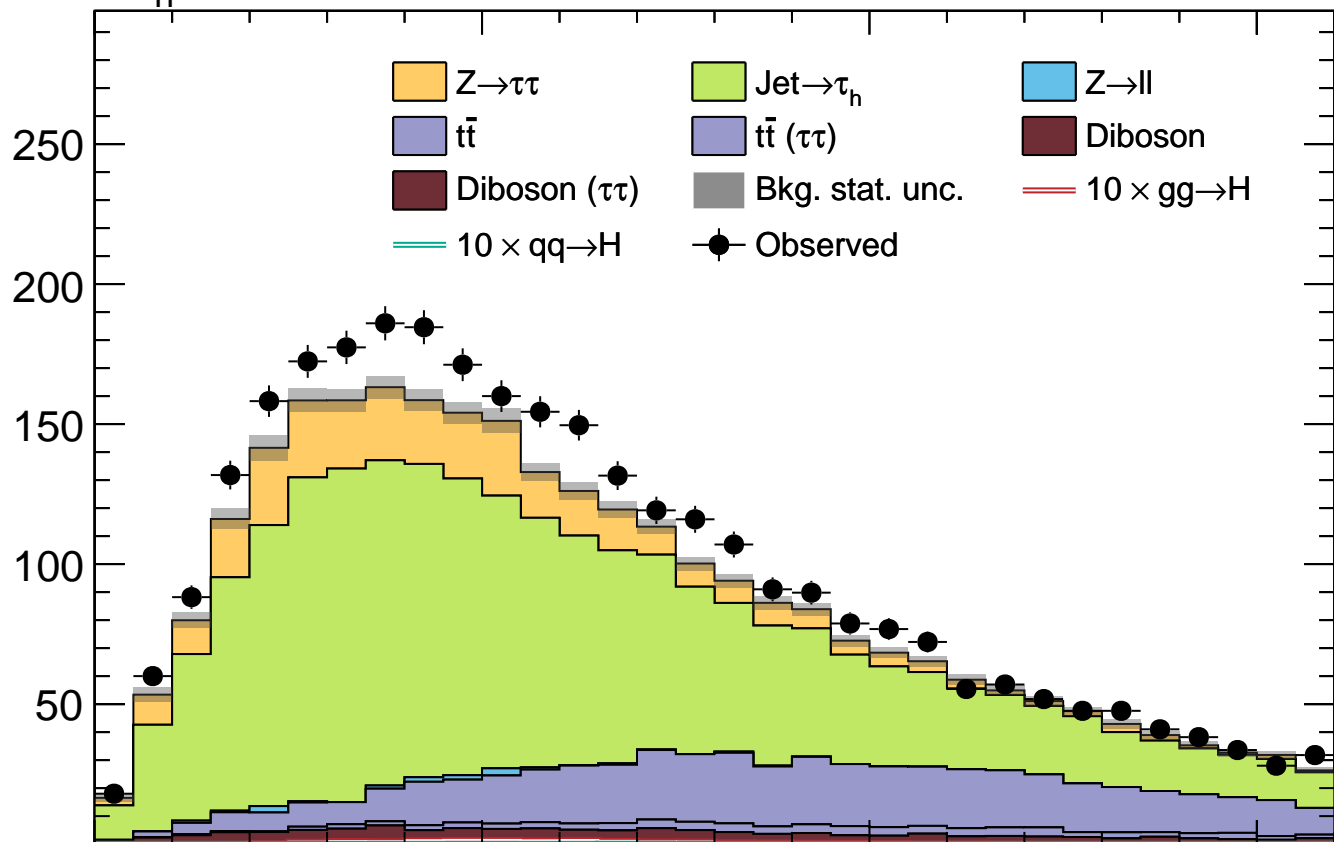 Z→ττ Jet→τh Z→ll
tt̄ tt̄ (ττ) Diboson
Diboson (ττ) Bkg. stat. unc. 10 × gg→H
10 × qq→H Observed
250
200
150
100
50